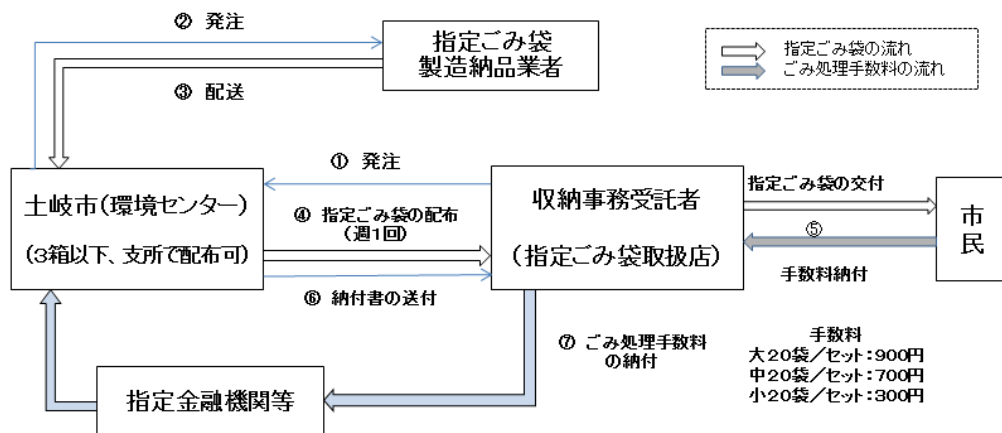 ② 発注
指定ごみ袋
製造納品業者
③ 配送
指定ごみ袋の流れ
ごみ処理手数料の流れ
① 発注
土岐市(環境センター)
(3箱以下、支所で配布可)
④ 指定ごみ袋の配布
(週1回)
⑥ 納付書の送付
収納事務受託者
(指定ごみ袋取扱店)
指定ごみ袋の交付
⑤
手数料納付
市
民
⑦ ごみ処理手数料
の納付
指定金融機関等
手数料
大20袋/セット:900円
中20袋/セット:700円
小20袋/セット:300円